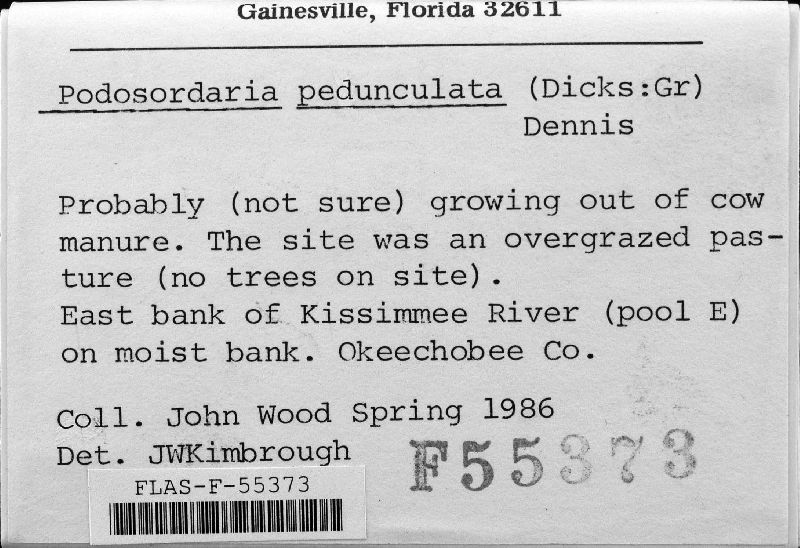 Gainesville, Florida 32611
Podosordaria pedunculata (Dicks:Gr)
Dennis
Probably (not sure) growing out of cow
manure. The site was an overgrazed pas-
ture (no trees on site).
East bank of Kissimmee River (pool E)
on moist bank. Okeechobee Co.
Coll. John Wood Spring 1986
Det. JWKimbrough
F55373
FLAS-F-55373